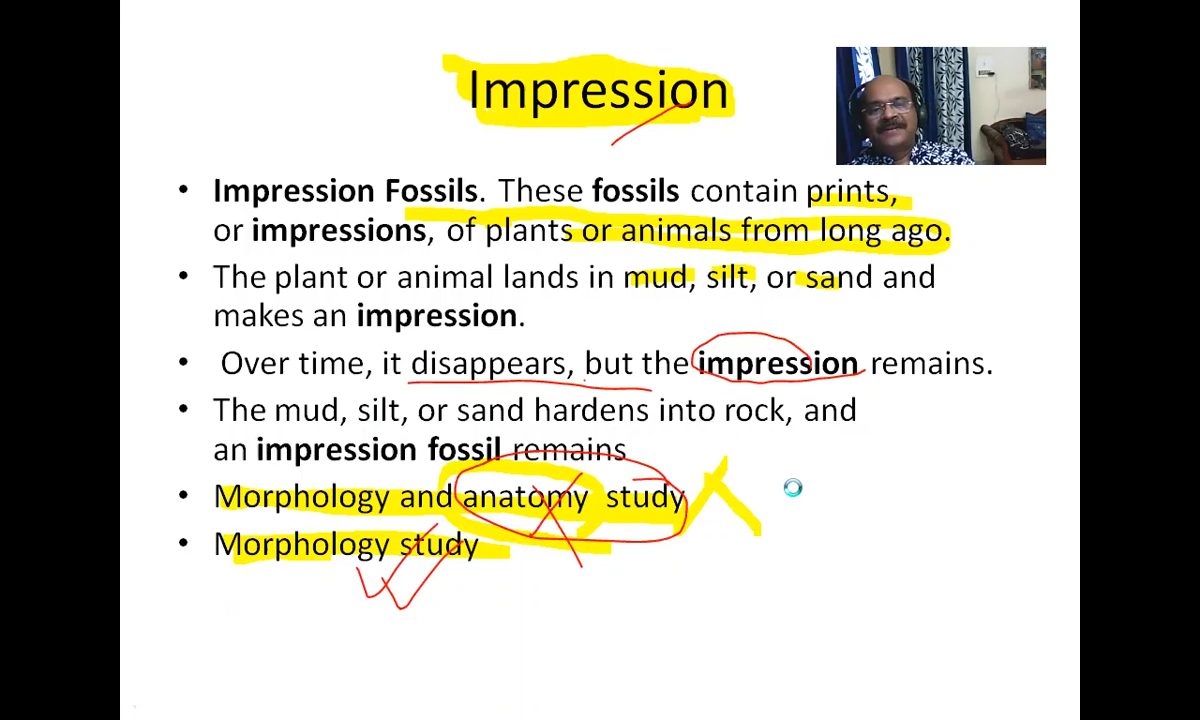 Impression
• Impression Fossils. These fossils contain prints,
or impressions, of plants or animals from long ago.
• The plant or animal lands in mud, silt, or sand and
makes an impression.
• Over time, it disappears, but the impression remains.
• The mud, silt, or sand hardens into rock, and
an impression fossil remains
• Morphology and anatomy study
• Morphology study